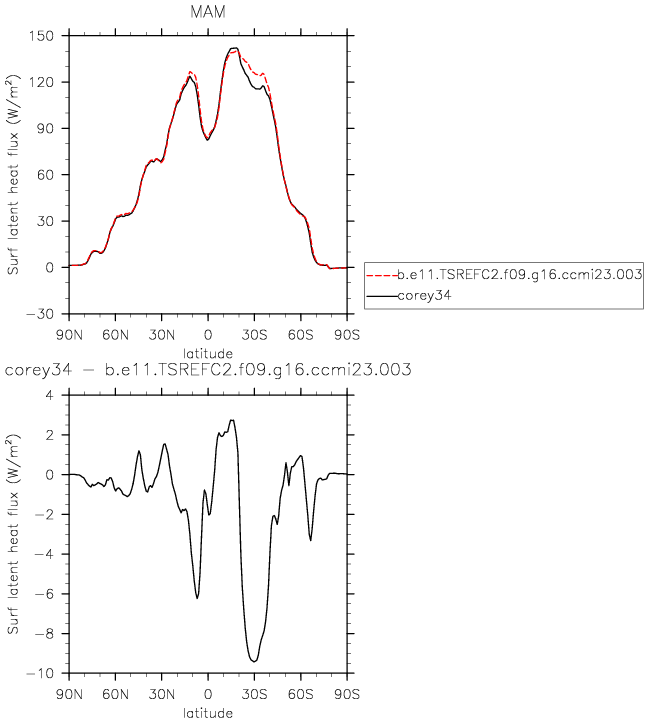 MAM
Surf latent heat flux (W/m²)
150
120
90
60
30
0
−30
90N 60N 30N 0 30S 60S 90S
latitude
b.e11.TSREFC2.f09.g16.ccmi23.003
corey34
corey34 − b.e11.TSREFC2.f09.g16.ccmi23.003
Surf latent heat flux (W/m²)
4
2
0
−2
−4
−6
−8
−10
90N 60N 30N 0 30S 60S 90S
latitude